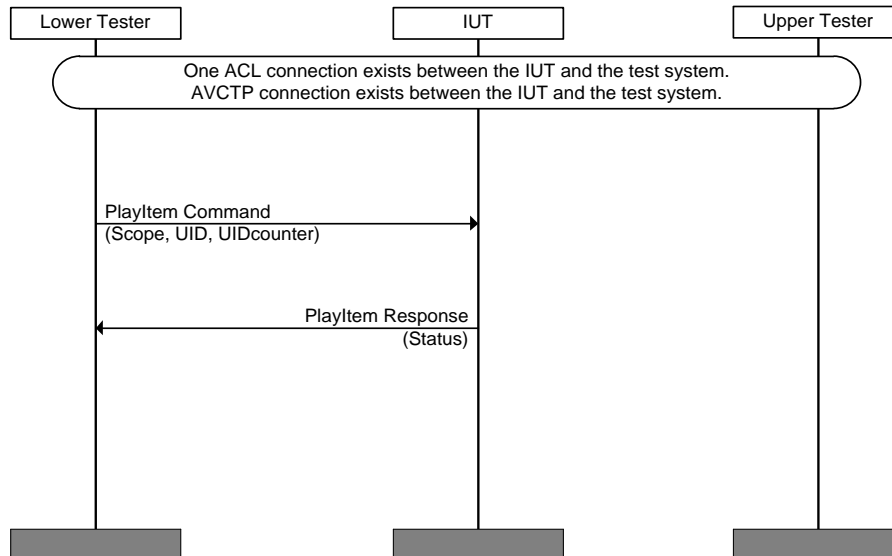 Lower Tester
IUT
Upper Tester
One ACL connection exists between the IUT and the test system.
AVCTP connection exists between the IUT and the test system.
PlayItem Command
(Scope, UID, UIDcounter)
PlayItem Response
(Status)